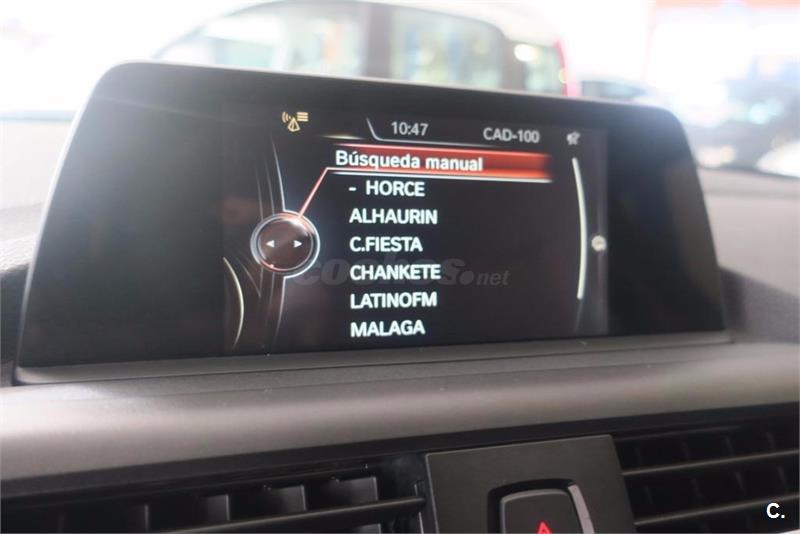 10:47 CAD-100
Búsqueda manual
- HORCE
ALHAURIN
C.FIESTA
CHANKETE
LATINOFM
MALAGA
coches.net
C.